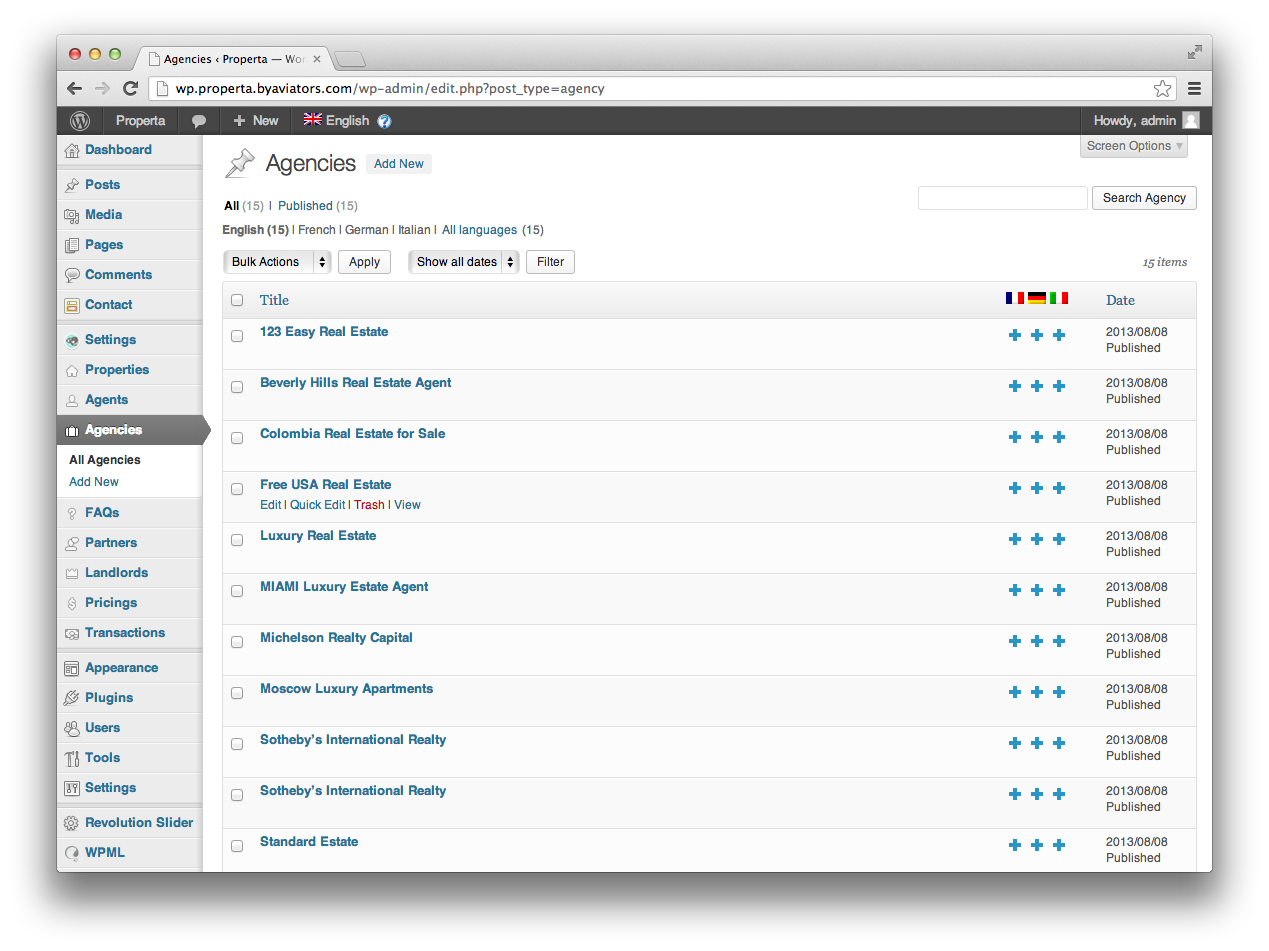 Agencies ‹ Properta — Wor
wp.properta.byaviators.com/wp-admin/edit.php?post_type=agency
Properta New English ? Howdy, admin
Screen Options
Dashboard
Posts
Media
Pages
Comments
Contact
Settings
Properties
Agents
Agencies
All Agencies
Add New
FAQs
Partners
Landlords
Pricings
Transactions
Appearance
Plugins
Users
Tools
Settings
Revolution Slider
WPML
Agencies Add New
All (15) | Published (15)
Search Agency
English (15) | French | German | Italian | All languages (15)
Bulk Actions Apply Show all dates Filter 15 items
Title Date
123 Easy Real Estate 2013/08/08
Published
Beverly Hills Real Estate Agent 2013/08/08
Published
Colombia Real Estate for Sale 2013/08/08
Published
Free USA Real Estate 2013/08/08
Edit | Quick Edit | Trash | View Published
Luxury Real Estate 2013/08/08
Published
MIAMI Luxury Estate Agent 2013/08/08
Published
Michelson Realty Capital 2013/08/08
Published
Moscow Luxury Apartments 2013/08/08
Published
Sotheby’s International Realty 2013/08/08
Published
Sotheby’s International Realty 2013/08/08
Published
Standard Estate 2013/08/08
Published